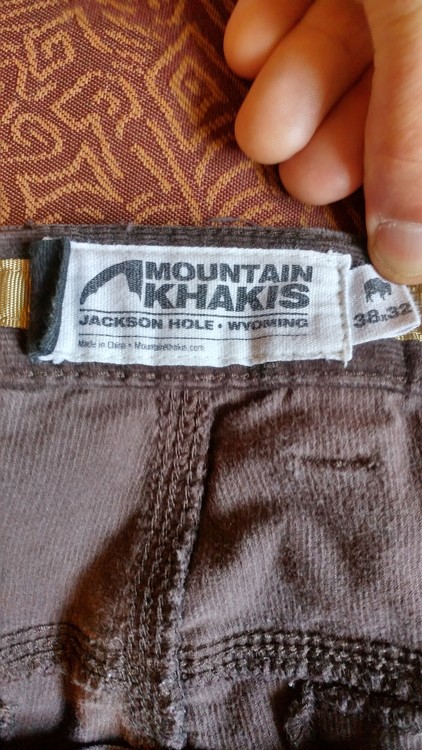 MOUNTAIN
KHAKIS
JACKSON HOLE • WYOMING
Made in China • Mountainkhakis.com
38x32